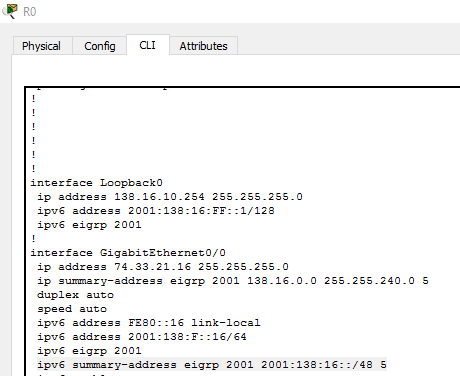 R0
Physical Config CLI Attributes
!
!
!
!
!
!
interface Loopback0
ip address 138.16.10.254 255.255.255.0
ipv6 address 2001:138:16:FF::1/128
ipv6 eigrp 2001
!
interface GigabitEthernet0/0
ip address 74.33.21.16 255.255.255.0
ip summary-address eigrp 2001 138.16.0.0 255.255.240.0 5
duplex auto
speed auto
ipv6 address FE80::16 link-local
ipv6 address 2001:138:F::16/64
ipv6 eigrp 2001
ipv6 summary-address eigrp 2001 2001:138:16::/48 5